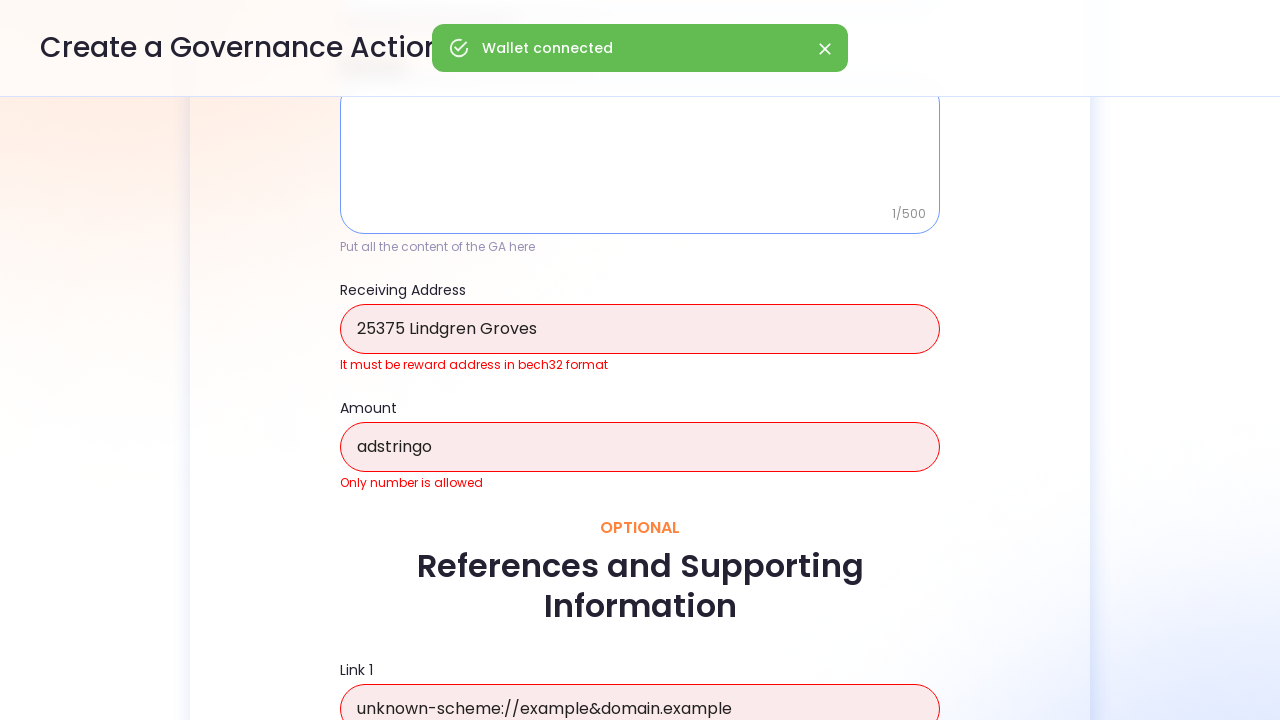 Create a Governance Action
Wallet connected
1/500
Put all the content of the GA here
Receiving Address
25375 Lindgren Groves
It must be reward address in bech32 format
Amount
adstringo
Only number is allowed
OPTIONAL
References and Supporting
Information
Link 1
unknown-scheme://example&domain.example